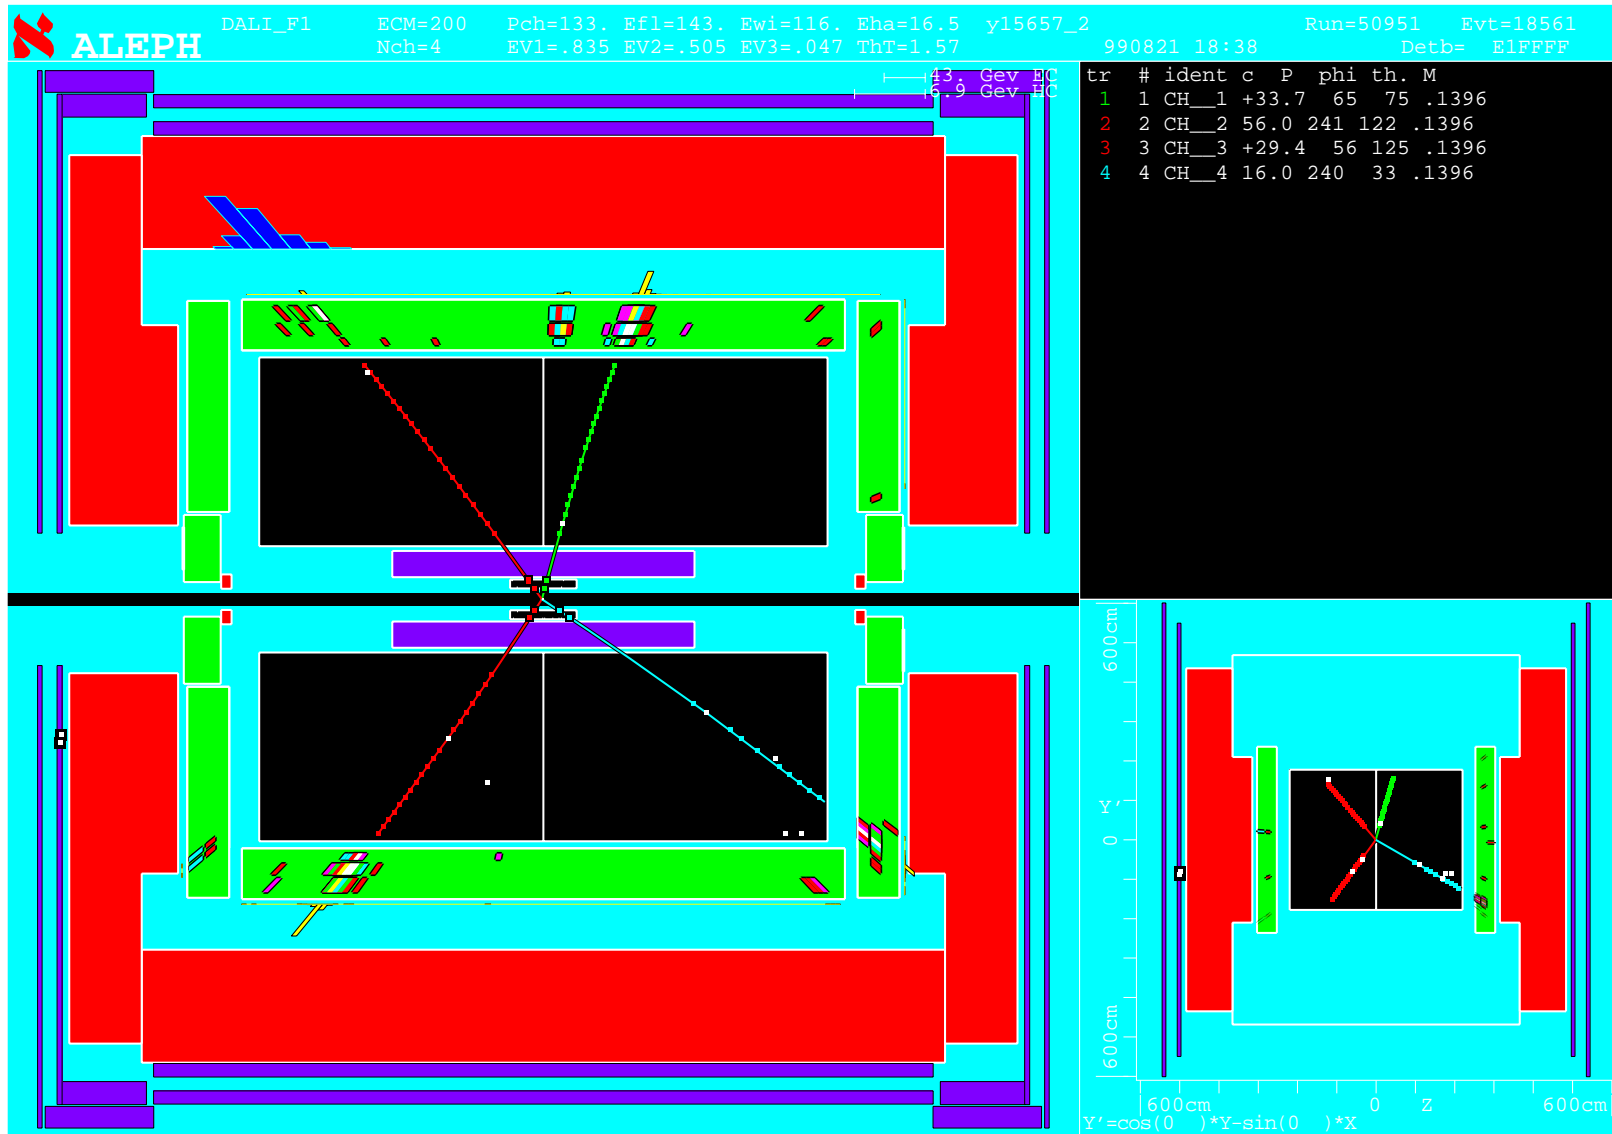 DALI_F1 ECM=200 Pch=133. Efl=143. Ewi=116. Eha=16.5 y15657_2 Run=50951 Evt=18561
ALEPH Nch=4 EV1=.835 EV2=.505 EV3=.047 ThT=1.57 990821 18:38 Detb= E1FFFF
43. Gev EC
6.9 Gev HC
tr # ident c P phi th. M
1 1 CH__1 +33.7 65 75 .1396
2 2 CH__2 56.0 241 122 .1396
3 3 CH__3 +29.4 56 125 .1396
4 4 CH__4 16.0 240 33 .1396
600cm
Y'
0
600cm
600cm 0 Z 600cm
Y'=cos(0 )*Y-sin(0 )*X